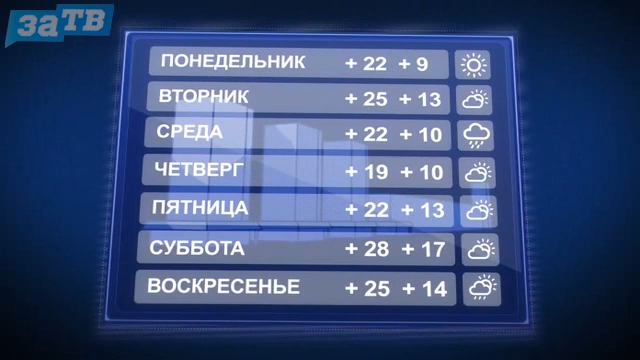 заТВ
ПОНЕДЕЛЬНИК + 22 + 9
ВТОРНИК + 25 + 13
СРЕДА + 22 + 10
ЧЕТВЕРГ + 19 + 10
ПЯТНИЦА + 22 + 13
СУББОТА + 28 + 17
ВОСКРЕСЕНЬЕ + 25 + 14